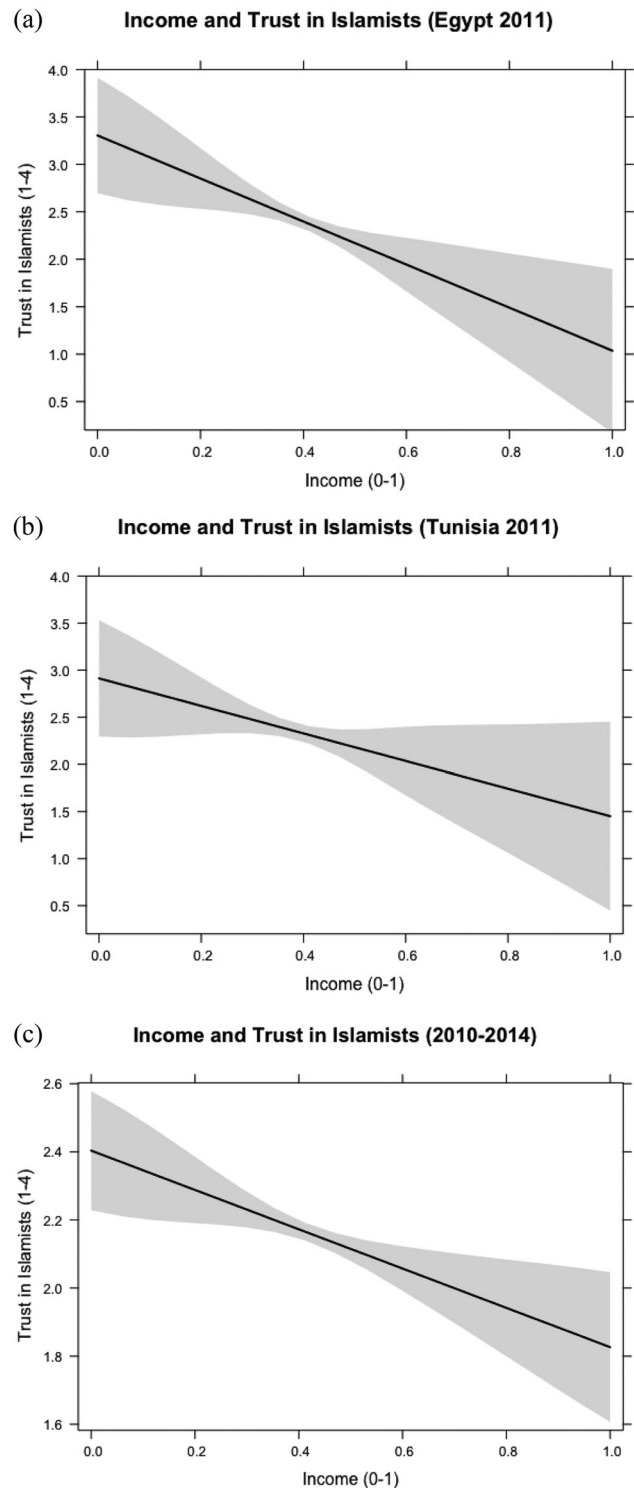 (a)
Income and Trust in Islamists (Egypt 2011)
4.0
3.5
3.0
2.5
2.0
1.5
1.0
0.5
Trust in Islamists (1-4)
0.0 0.2 0.4 0.6 0.8 1.0
Income (0-1)
(b)
Income and Trust in Islamists (Tunisia 2011)
4.0
3.5
3.0
2.5
2.0
1.5
1.0
0.5
Trust in Islamists (1-4)
0.0 0.2 0.4 0.6 0.8 1.0
Income (0-1)
(c)
Income and Trust in Islamists (2010-2014)
2.6
2.4
2.2
2.0
1.8
1.6
Trust in Islamists (1-4)
0.0 0.2 0.4 0.6 0.8 1.0
Income (0-1)